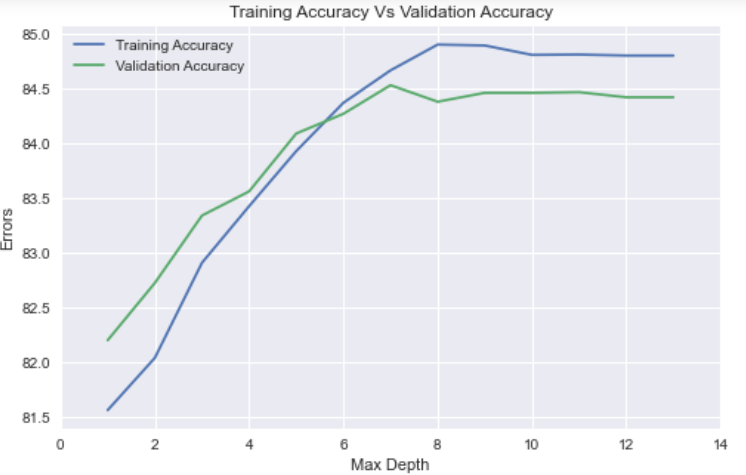 Training Accuracy Vs Validation Accuracy
85.0
Training Accuracy
Validation Accuracy
84.5
84.0
83.5
83.0
82.5
82.0
81.5
Errors
0 2 4 6 8 10 12 14
Max Depth